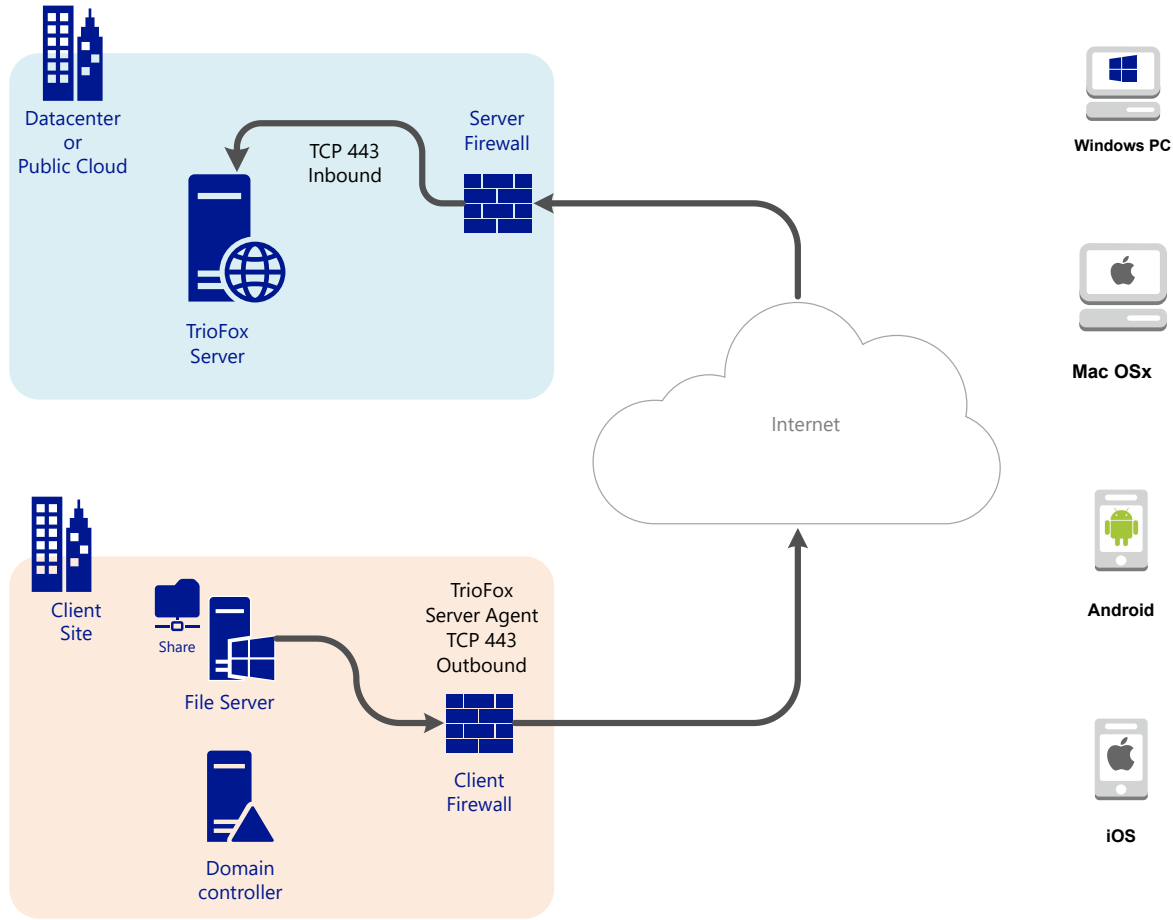 Datacenter
or
Public Cloud
TCP 443
Inbound
Server
Firewall
TrioFox
Server
Windows PC
Mac OSx
Internet
Client
Site
Share
File Server
TrioFox
Server Agent
TCP 443
Outbound
Client
Firewall
Domain
controller
Android
iOS